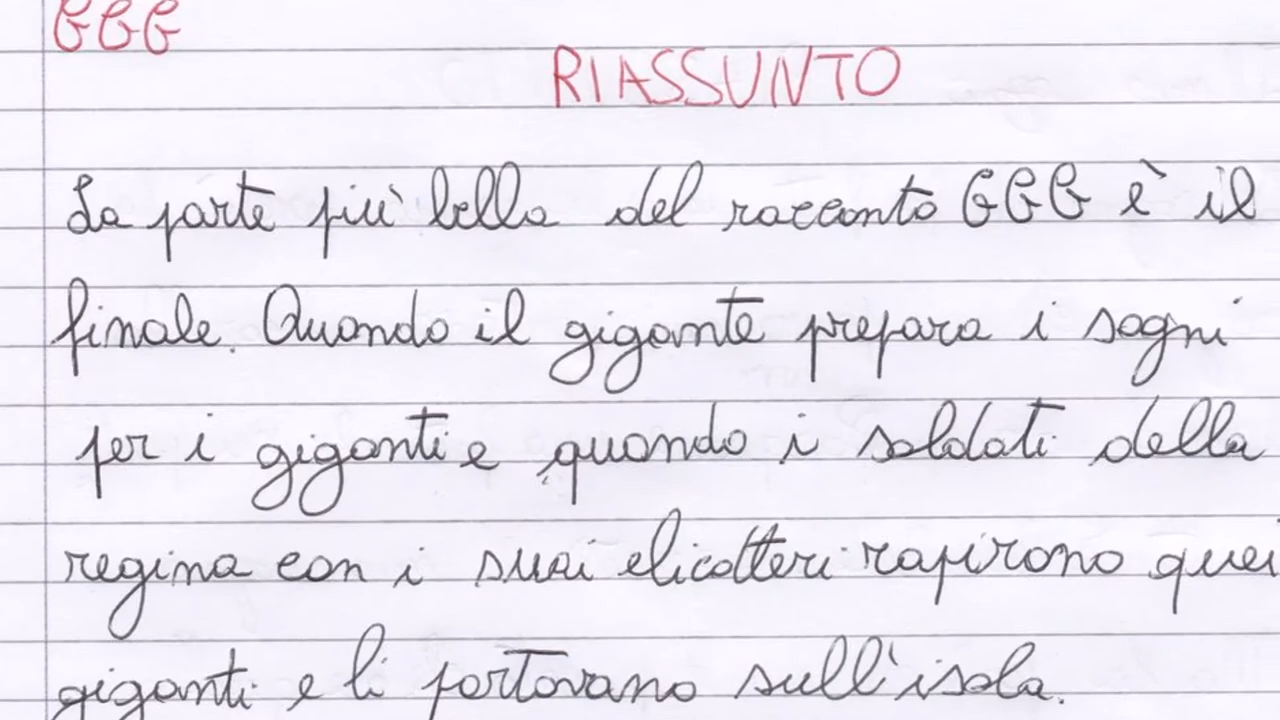 GGG
RIASSUNTO
La parte più bella del racconto GGG è il
finale. Quando il gigante prepara i sogni
per i giganti e quando i soldati della
regina con i suoi elicotteri rapirono quei
giganti e li portovano sull'isola.